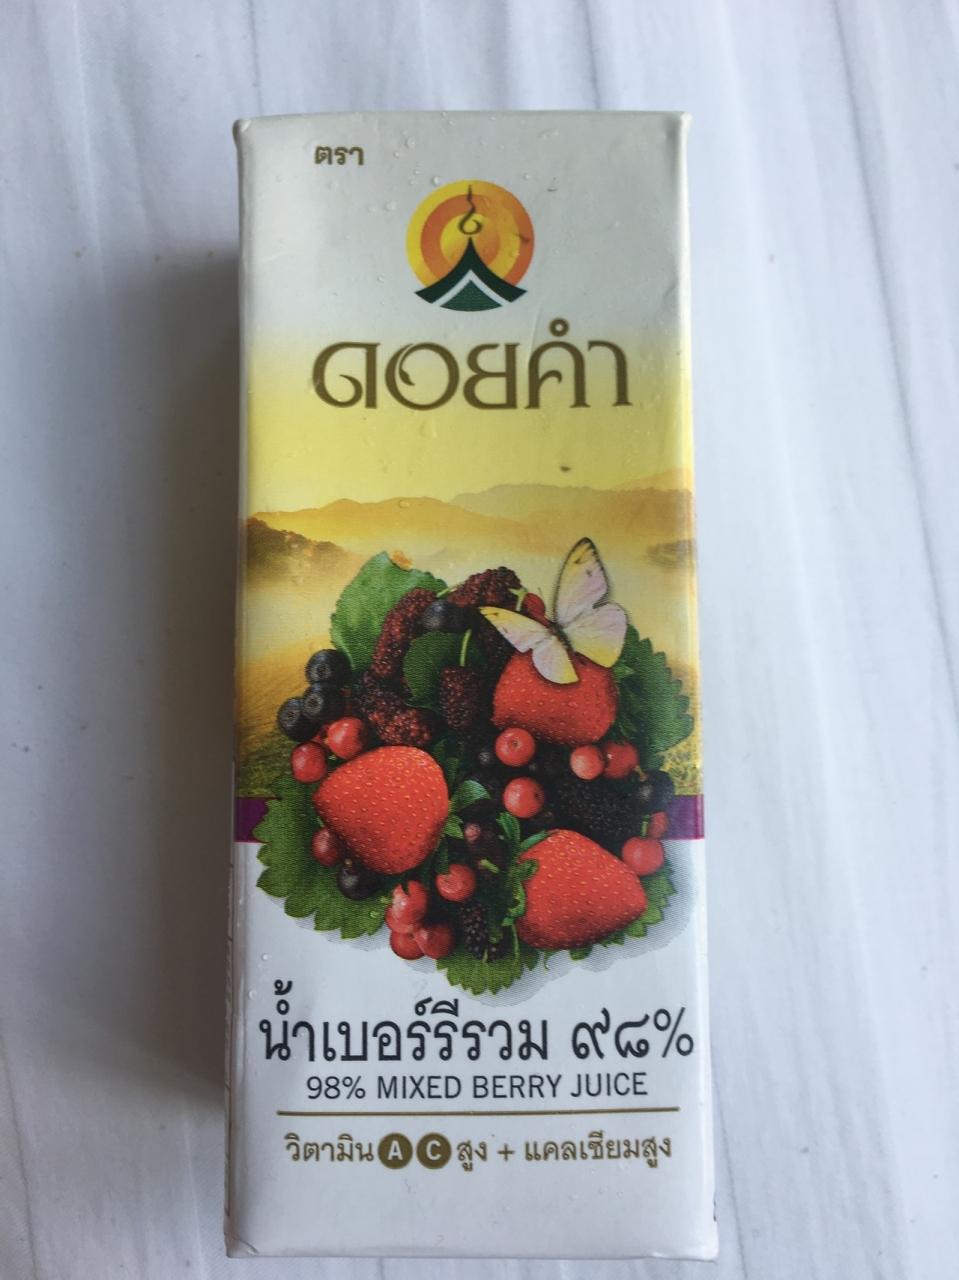 ตรา
ดอยคำ
น้ำเบอร์รีรวม ๙๘%
98% MIXED BERRY JUICE
วิตามิน A C สูง + แคลเซียมสูง